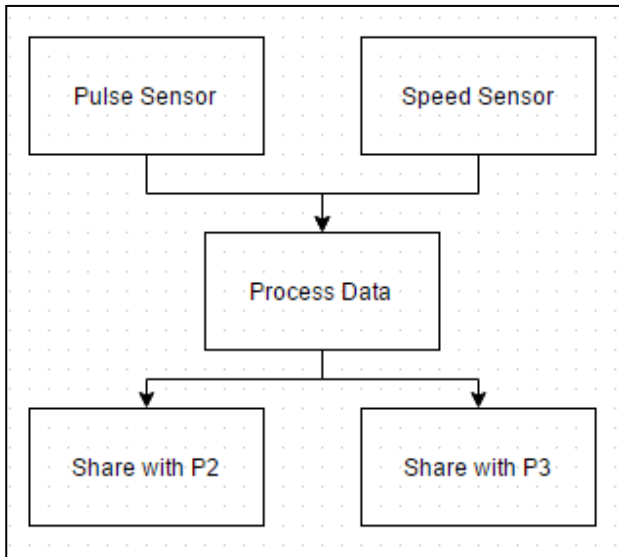 Pulse Sensor
Speed Sensor
Process Data
Share with P2
Share with P3